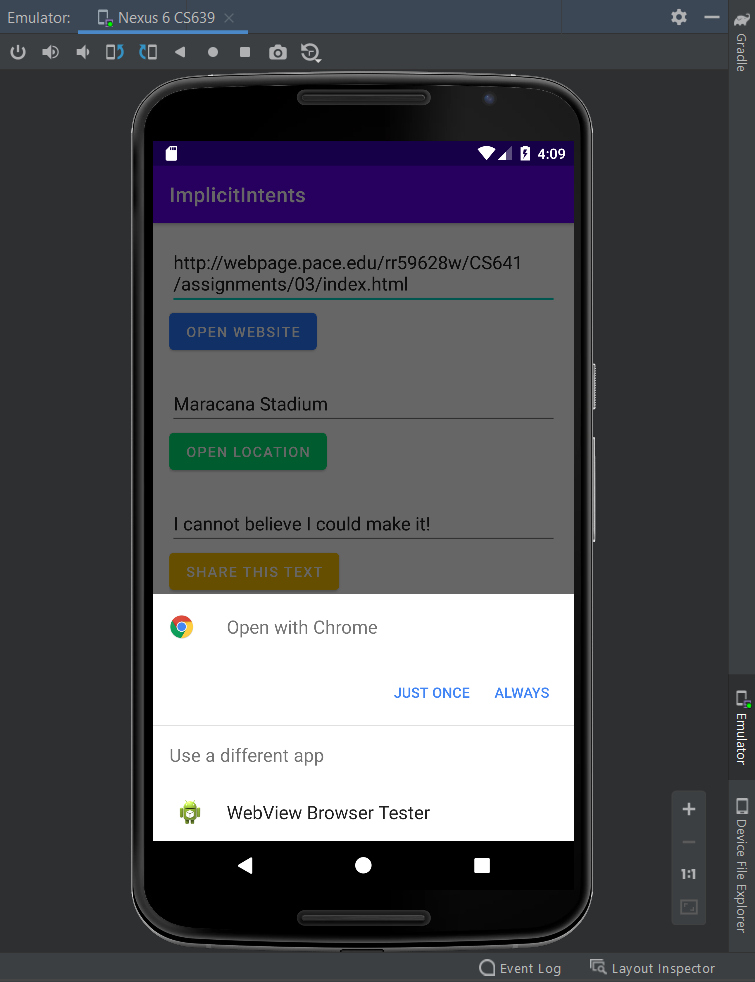 Emulator: Nexus 6 CS639
Gradle
4:09
ImplicitIntents
http://webpage.pace.edu/rr59628w/CS641
/assignments/03/index.html
OPEN WEBSITE
Maracana Stadium
OPEN LOCATION
I cannot believe I could make it!
SHARE THIS TEXT
Open with Chrome
JUST ONCE ALWAYS
Use a different app
WebView Browser Tester
Emulator
1:1
Device File Explorer
Event Log Layout Inspector